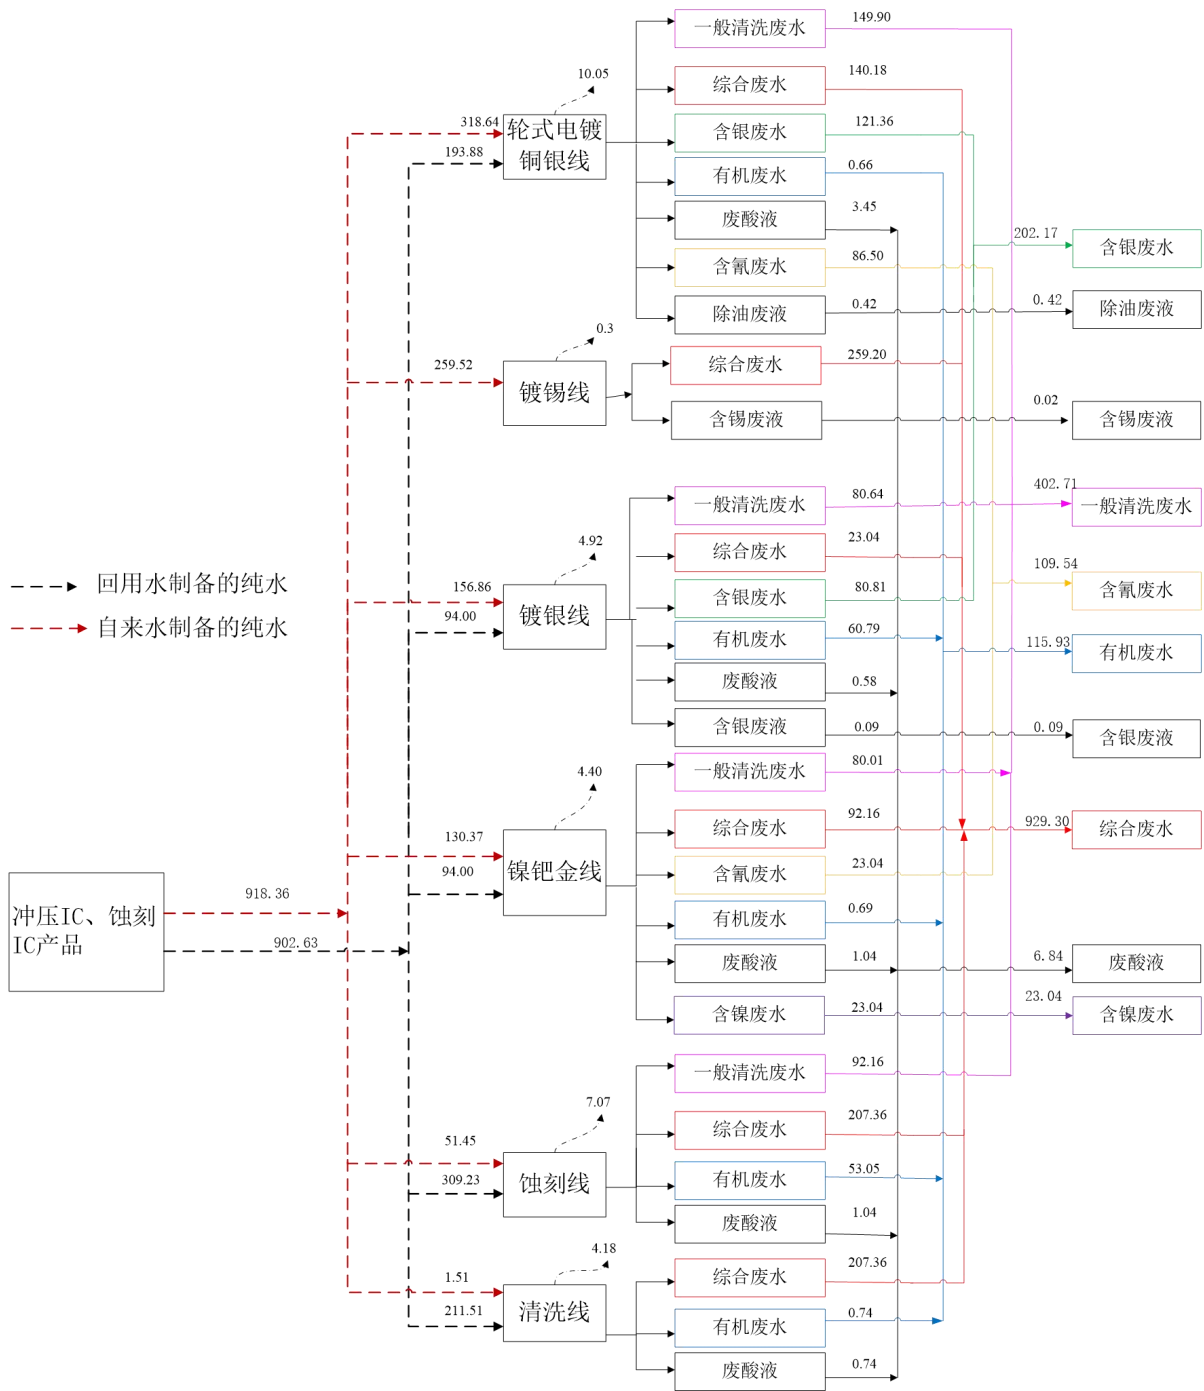 一般清洗废水
149.90
综合废水
140.18
10.05
318.64
193.88
轮式电镀
铜银线
含银废水
121.36
有机废水
0.66
废酸液
3.45
含氰废水
86.50
除油废液
0.42
202.17
含银废水
0.42
除油废液
0.3
259.52
镀锡线
综合废水
259.20
含锡废液
0.02
含锡废液
4.92
156.86
94.00
镀银线
一般清洗废水
80.64
综合废水
23.04
含银废水
80.81
有机废水
60.79
废酸液
0.58
含银废液
0.09
402.71
一般清洗废水
109.54
含氰废水
115.93
有机废水
0.09
含银废液
回用水制备的纯水
自来水制备的纯水
4.40
130.37
94.00
镍钯金线
一般清洗废水
80.01
综合废水
92.16
含氰废水
23.04
有机废水
0.69
废酸液
1.04
含镍废水
23.04
929.30
综合废水
6.84
废酸液
23.04
含镍废水
冲压IC、蚀刻
IC产品
918.36
902.63
7.07
51.45
309.23
蚀刻线
一般清洗废水
92.16
综合废水
207.36
有机废水
53.05
废酸液
1.04
4.18
1.51
211.51
清洗线
综合废水
207.36
有机废水
0.74
废酸液
0.74